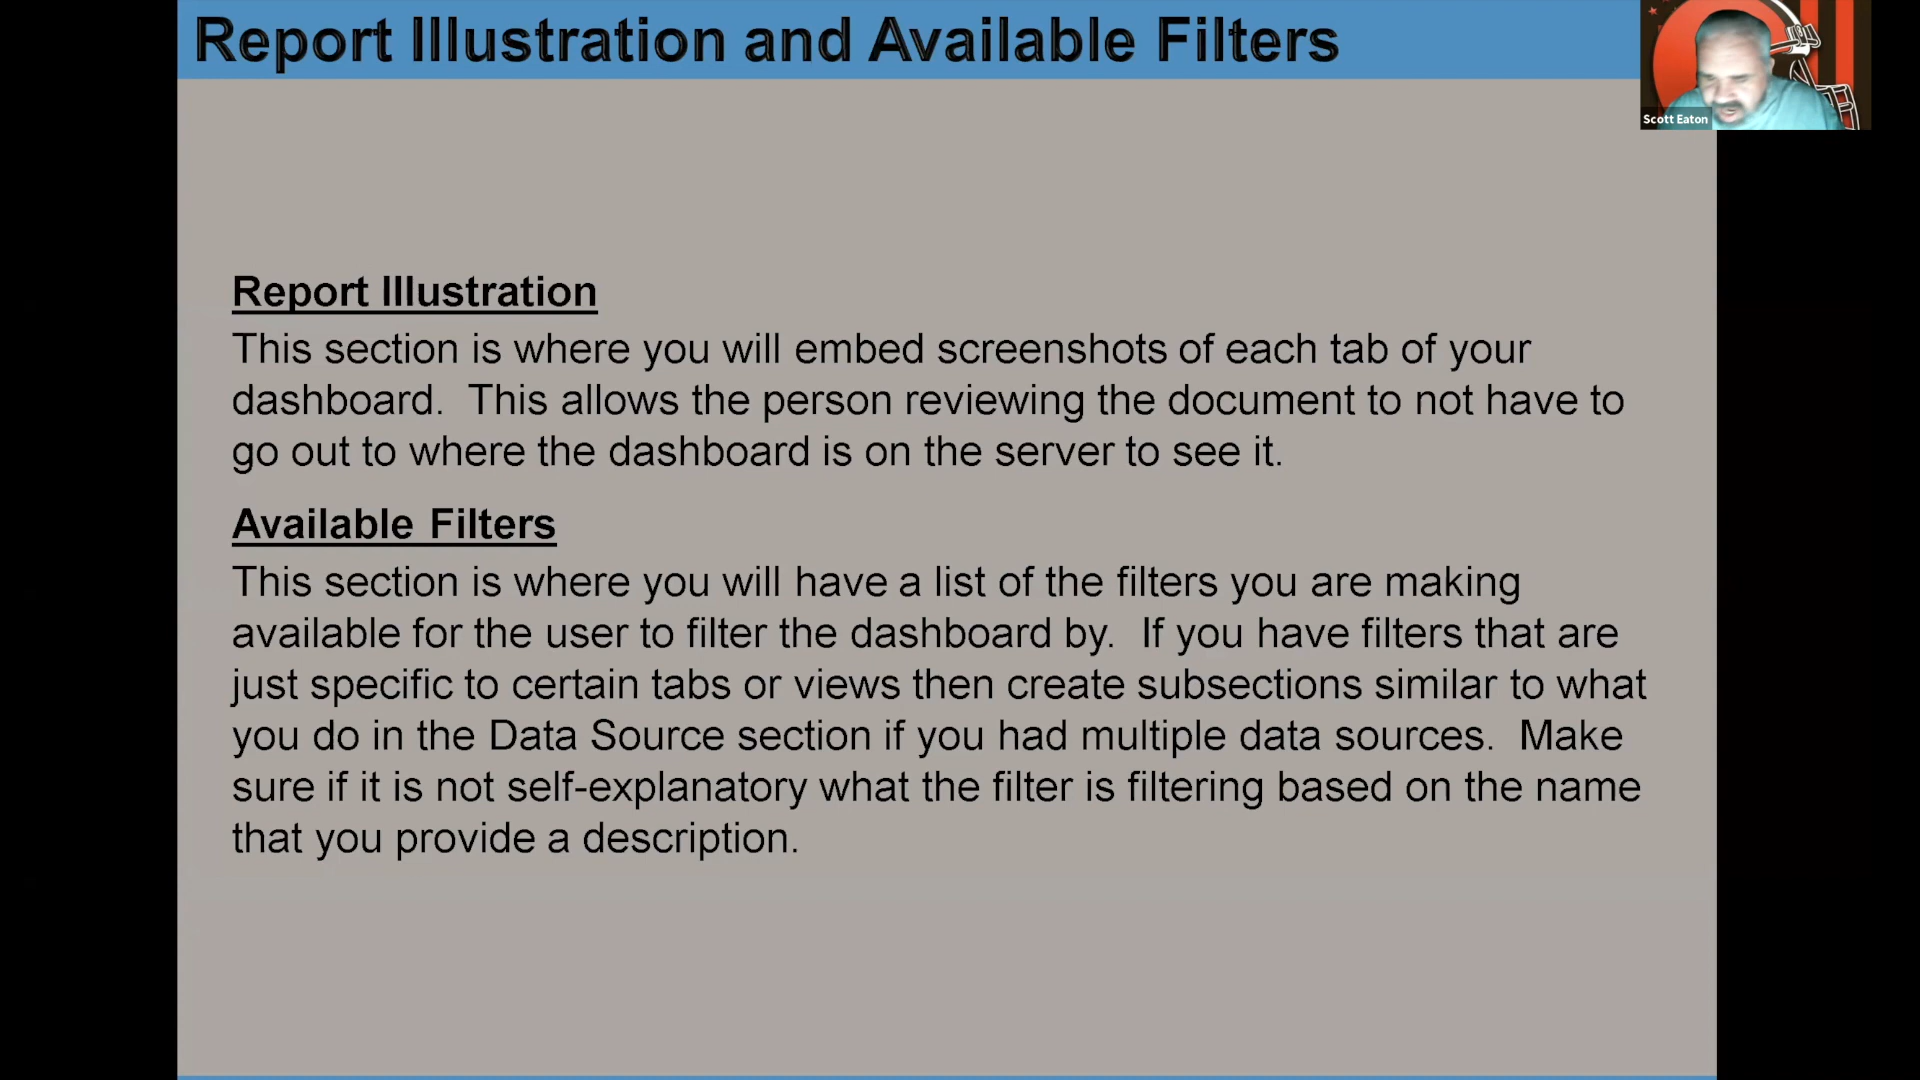 Report Illustration and Available Filters
Scott Eaton
Report Illustration
This section is where you will embed screenshots of each tab of your
dashboard.  This allows the person reviewing the document to not have to
go out to where the dashboard is on the server to see it.
Available Filters
This section is where you will have a list of the filters you are making
available for the user to filter the dashboard by.  If you have filters that are
just specific to certain tabs or views then create subsections similar to what
you do in the Data Source section if you had multiple data sources.  Make
sure if it is not self-explanatory what the filter is filtering based on the name
that you provide a description.